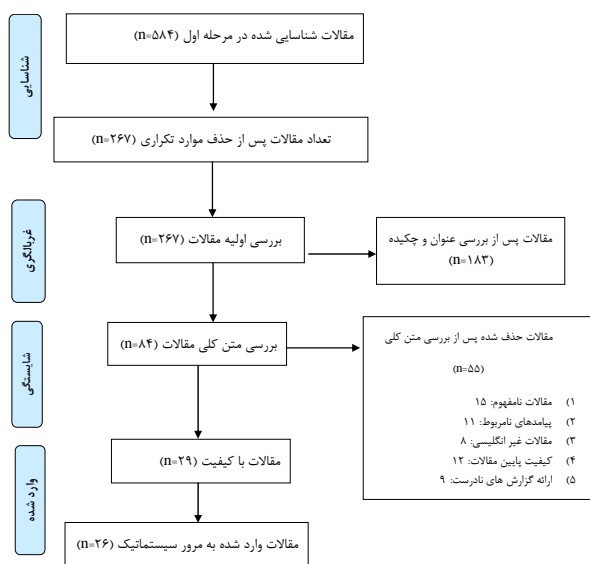 شناسایی
مقالات شناسایی شده در مرحله اول (n=۵۸۴)
تعداد مقالات پس از حذف موارد تکراری (n=۲۶۷)
غربالگری
بررسی اولیه مقالات (n=۲۶۷)
مقالات پس از بررسی عنوان و چکیده
(n=۱۸۳)
شایستگی
بررسی متن کلی مقالات (n=۸۴)
مقالات حذف شده پس از بررسی متن کلی
(n=۵۵)
۱) مقالات نامفهوم: ۱۵
۲) پیامدهای نامربوط: ۱۱
۳) مقالات غیر انگلیسی: ۸
۴) کیفیت پایین مقالات: ۱۲
۵) ارائه گزارش های نادرست: ۹
وارد شده
مقالات با کیفیت (n=۲۹)
مقالات وارد شده به مرور سیستماتیک (n=۲۶)